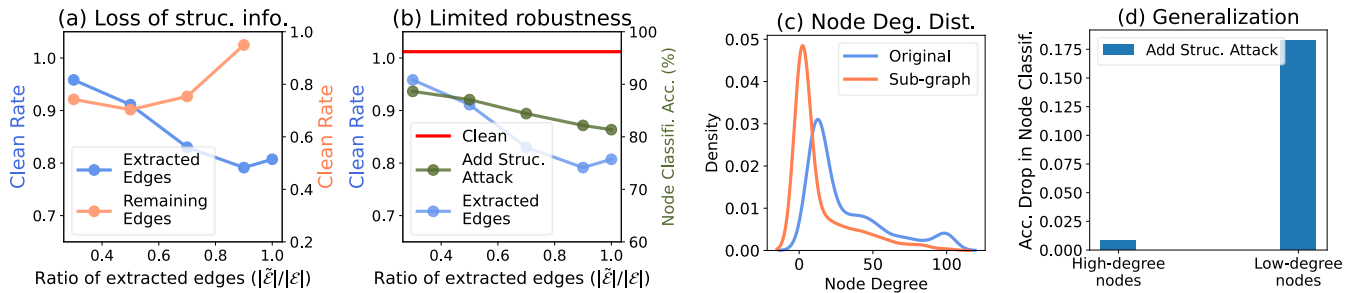 (a) Loss of struc. info.
Clean Rate
1.0
0.9
0.8
0.7
1.0
0.8
0.6
0.4
0.2
Clean Rate
Extracted
Edges
Remaining
Edges
0.4
0.6
0.8
1.0
Ratio of extracted edges (|Ẽ|/|E|)
(b) Limited robustness
Clean Rate
1.0
0.9
0.8
0.7
100
90
80
70
60
Node Classifi. Acc. (%)
Clean
Add Struc.
Attack
Extracted
Edges
0.4
0.6
0.8
1.0
Ratio of extracted edges (|Ẽ|/|E|)
(c) Node Deg. Dist.
Density
0.05
0.04
0.03
0.02
0.01
0.00
Original
Sub-graph
0
50
100
Node Degree
(d) Generalization
Acc. Drop in Node Classif.
0.175
0.150
0.125
0.100
0.075
0.050
0.025
0.000
Add Struc. Attack
High-degree
nodes
Low-degree
nodes